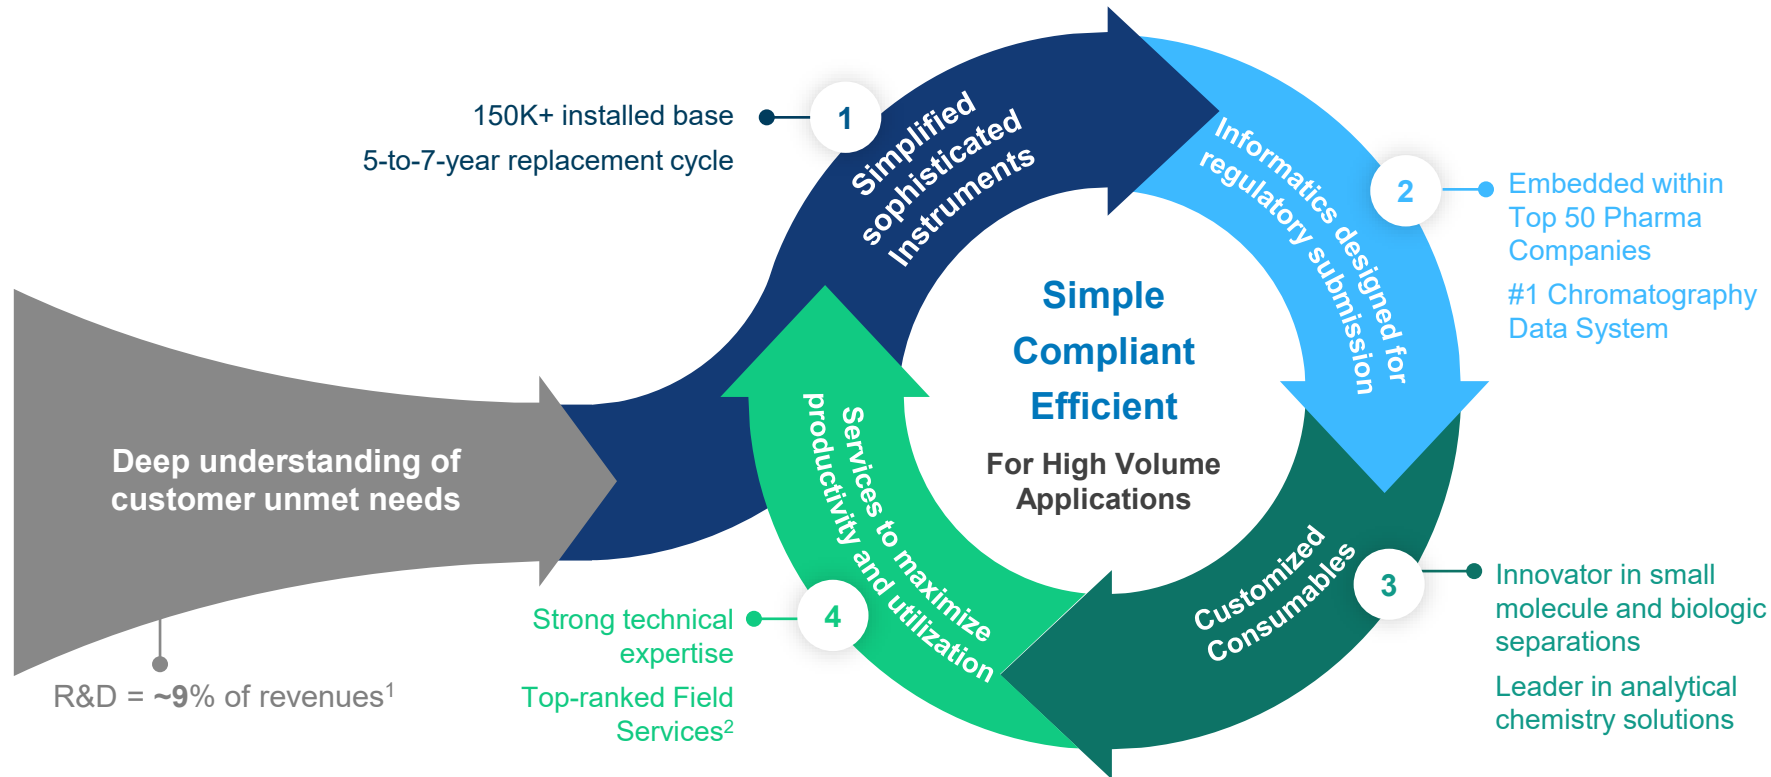 150K+ installed base
5-to-7-year replacement cycle
1
Simplified
sophisticated
Instruments
Informatics designed for
regulatory submission
2
Embedded within
Top 50 Pharma
Companies
#1 Chromatography
Data System
Simple
Compliant
Efficient
For High Volume
Applications
Deep understanding of
customer unmet needs
R&D = ~9% of revenues1
Customized
Consumables
3
Innovator in small
molecule and biologic
separations
Leader in analytical
chemistry solutions
Services to maximize
productivity and utilization
4
Strong technical
expertise
Top-ranked Field
Services2